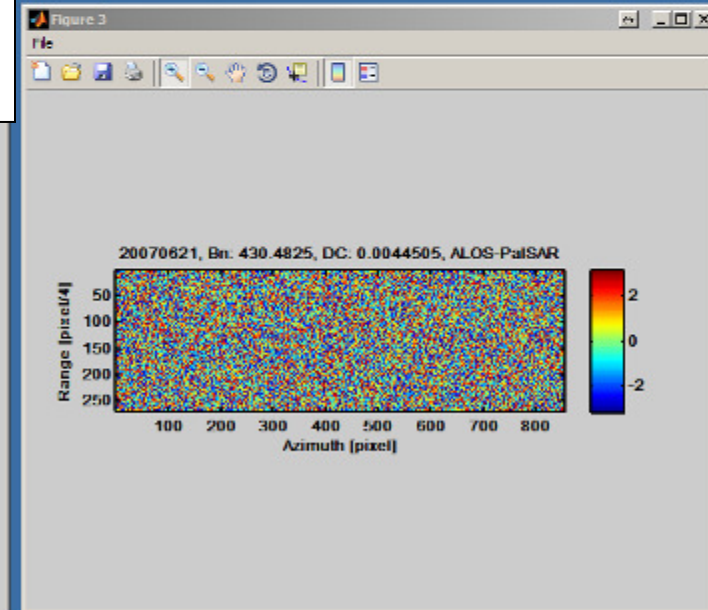 Figure 3
File
20070621, Bn: 430.4825, DC: 0.0044505, ALOS-PalSAR
Range [pixel/4]
50
100
150
200
250
100 200 300 400 500 600 700 800
Azimuth [pixel]
2
0
-2